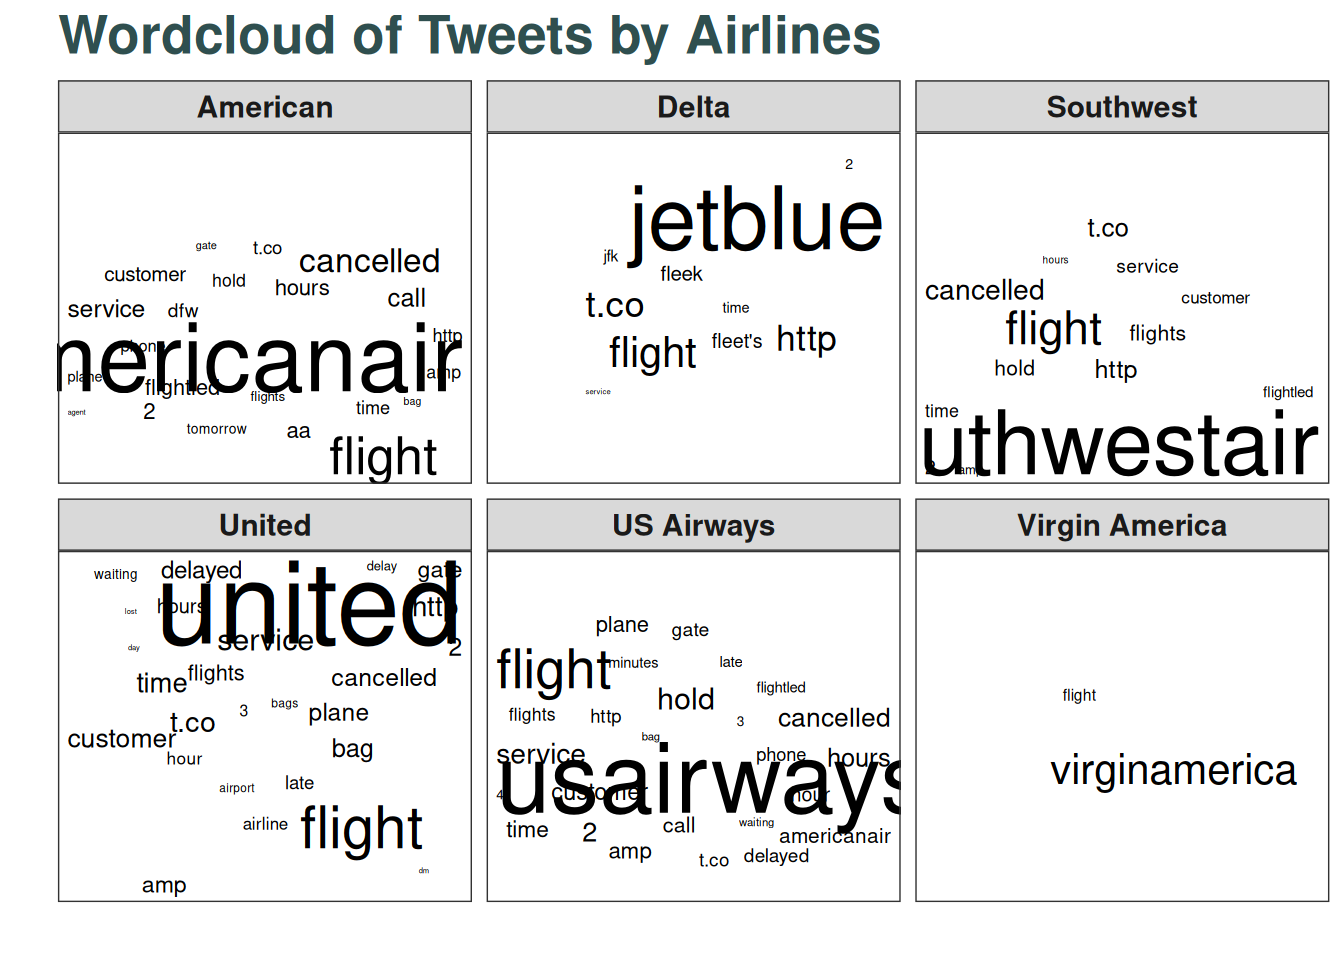 Wordcloud of Tweets by Airlines
American
gate
t.co
cancelled
customer
hold
hours
call
service
dfw
http
phone
nericanair
plane
amp
flightled
flights
bag
agent
2
time
tomorrow
aa
flight
Delta
2
jetblue
jfk
fleek
t.co
time
flight
fleet's
http
service
Southwest
t.co
hours
service
cancelled
customer
flight
flights
hold
http
flightled
time
uthwestair
2
amp
United
waiting
delayed
delay
gate
united
lost
hours
http
service
day
2
time
flights
cancelled
t.co
3
bags
plane
customer
bag
hour
airport
late
airline
flight
dm
amp
US Airways
plane
gate
flight
minutes
late
hold
flightled
flights
http
3
cancelled
bag
service
phone
hours
usairways
4
customer
hour
time
2
call
waiting
americanair
amp
t.co
delayed
Virgin America
flight
virginamerica